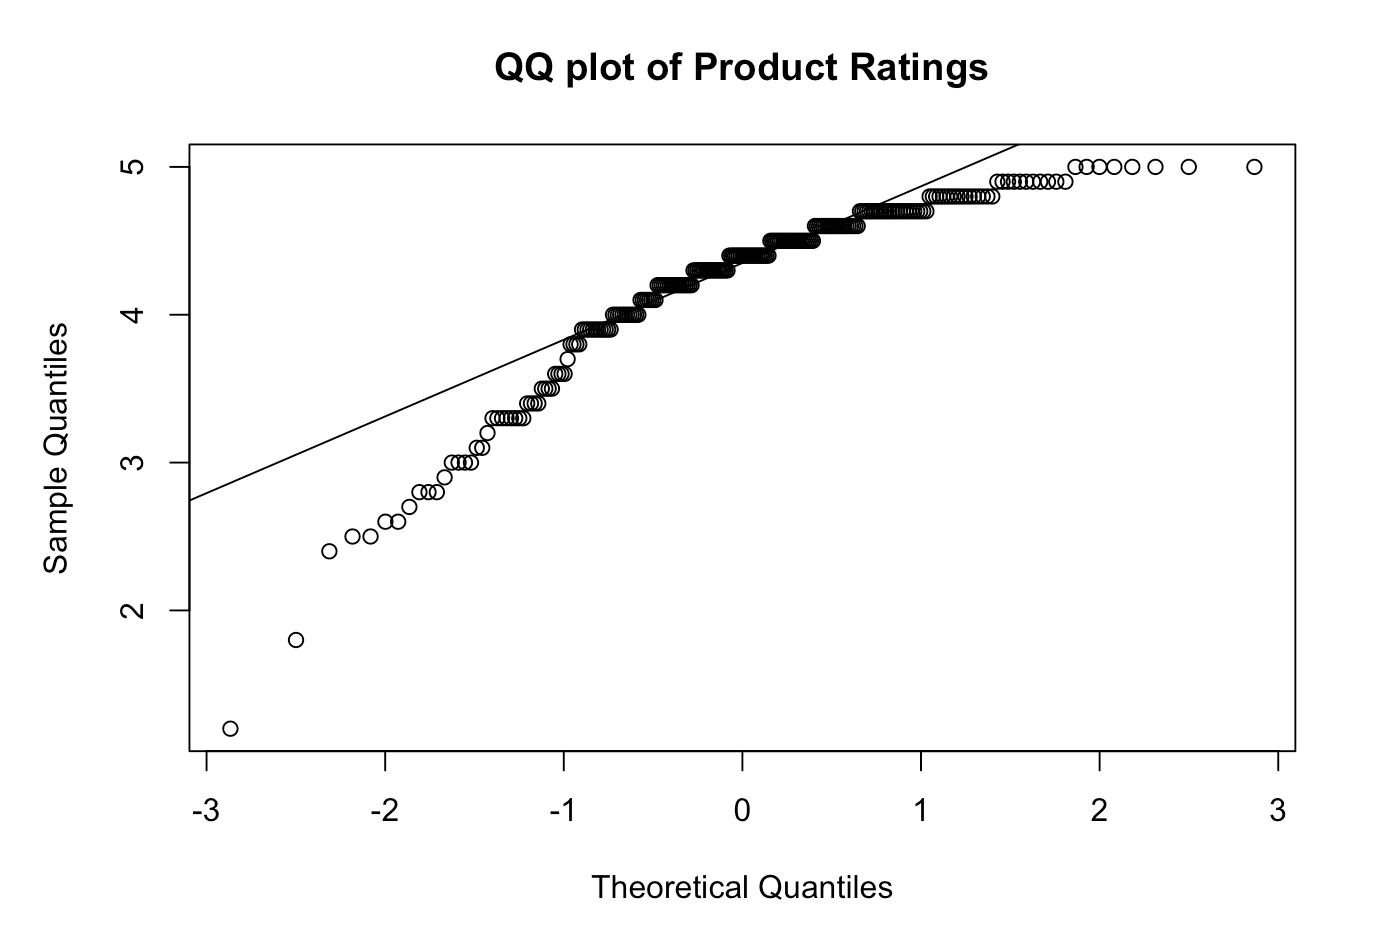 QQ plot of Product Ratings
5
4
3
2
Sample Quantiles
-3 -2 -1 0 1 2 3
Theoretical Quantiles